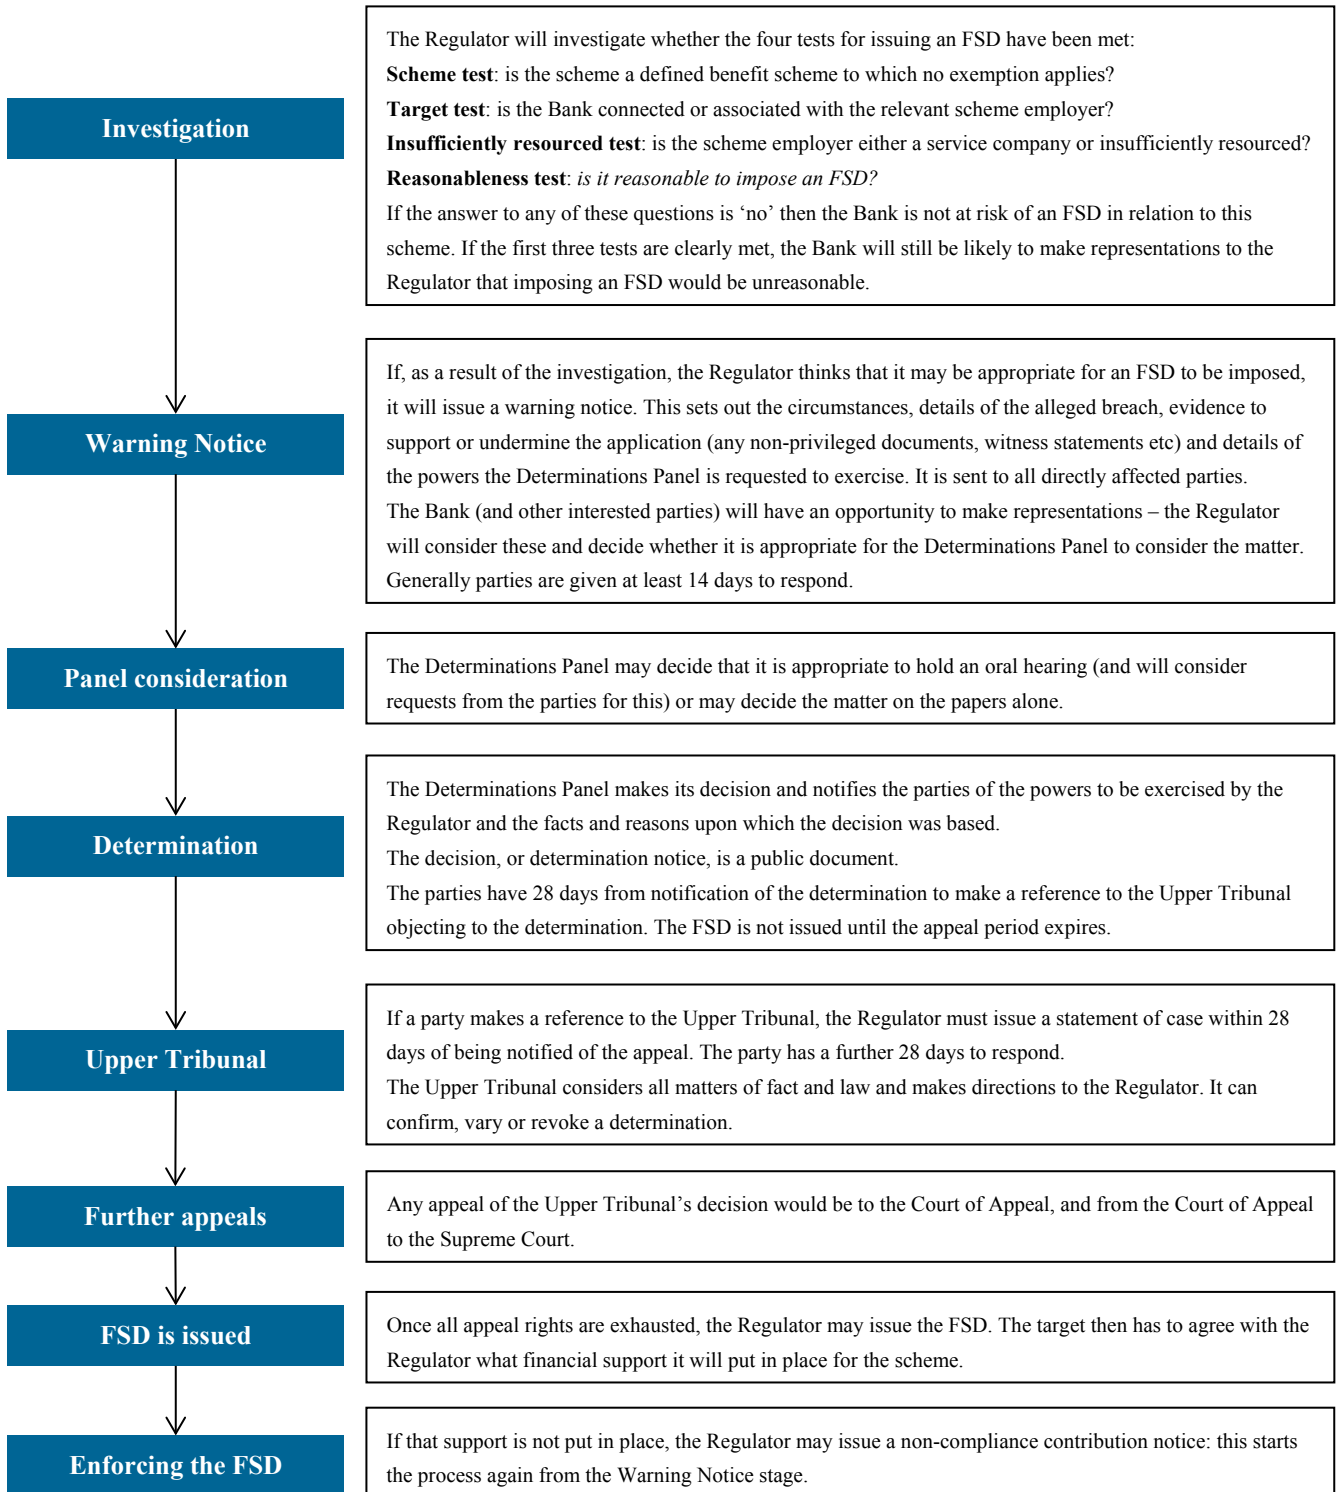 Investigation
The Regulator will investigate whether the four tests for issuing an FSD have been met:
Scheme test: is the scheme a defined benefit scheme to which no exemption applies?
Target test: is the Bank connected or associated with the relevant scheme employer?
Insufficiently resourced test: is the scheme employer either a service company or insufficiently resourced?
Reasonableness test: is it reasonable to impose an FSD?
If the answer to any of these questions is ‘no’ then the Bank is not at risk of an FSD in relation to this
scheme. If the first three tests are clearly met, the Bank will still be likely to make representations to the
Regulator that imposing an FSD would be unreasonable.
Warning Notice
If, as a result of the investigation, the Regulator thinks that it may be appropriate for an FSD to be imposed,
it will issue a warning notice. This sets out the circumstances, details of the alleged breach, evidence to
support or undermine the application (any non-privileged documents, witness statements etc) and details of
the powers the Determinations Panel is requested to exercise. It is sent to all directly affected parties.
The Bank (and other interested parties) will have an opportunity to make representations – the Regulator
will consider these and decide whether it is appropriate for the Determinations Panel to consider the matter.
Generally parties are given at least 14 days to respond.
Panel consideration
The Determinations Panel may decide that it is appropriate to hold an oral hearing (and will consider
requests from the parties for this) or may decide the matter on the papers alone.
Determination
The Determinations Panel makes its decision and notifies the parties of the powers to be exercised by the
Regulator and the facts and reasons upon which the decision was based.
The decision, or determination notice, is a public document.
The parties have 28 days from notification of the determination to make a reference to the Upper Tribunal
objecting to the determination. The FSD is not issued until the appeal period expires.
Upper Tribunal
If a party makes a reference to the Upper Tribunal, the Regulator must issue a statement of case within 28
days of being notified of the appeal. The party has a further 28 days to respond.
The Upper Tribunal considers all matters of fact and law and makes directions to the Regulator. It can
confirm, vary or revoke a determination.
Further appeals
Any appeal of the Upper Tribunal’s decision would be to the Court of Appeal, and from the Court of Appeal
to the Supreme Court.
FSD is issued
Once all appeal rights are exhausted, the Regulator may issue the FSD. The target then has to agree with the
Regulator what financial support it will put in place for the scheme.
Enforcing the FSD
If that support is not put in place, the Regulator may issue a non-compliance contribution notice: this starts
the process again from the Warning Notice stage.